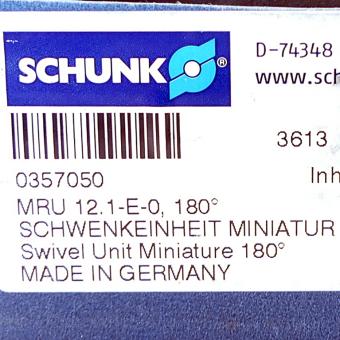 SCHUNK ®
D-74348
www.sch
3613
0357050
Inh
MRU 12.1-E-0, 180°
SCHWENKEINHEIT MINIATUR
Swivel Unit Miniature 180°
MADE IN GERMANY